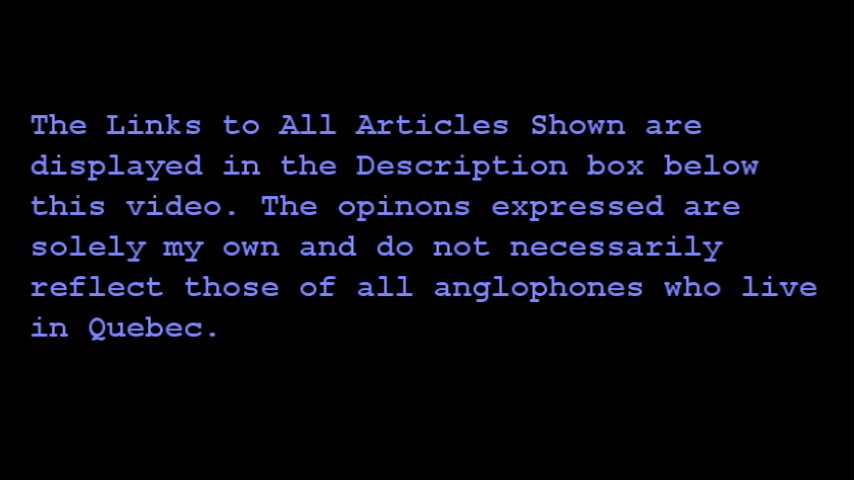 The Links to All Articles Shown are
displayed in the Description box below
this video. The opinons expressed are
solely my own and do not necessarily
reflect those of all anglophones who live
in Quebec.